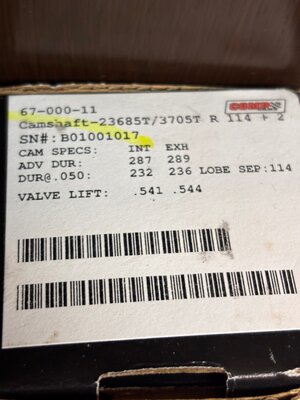 67-000-11
COMP
Camshaft-23685T/3705T R 114 + 2
SN#: B01001017
CAM SPECS: INT EXH
ADV DUR: 287 289
DUR@.050: 232 236 LOBE SEP:114
VALVE LIFT: .541 .544